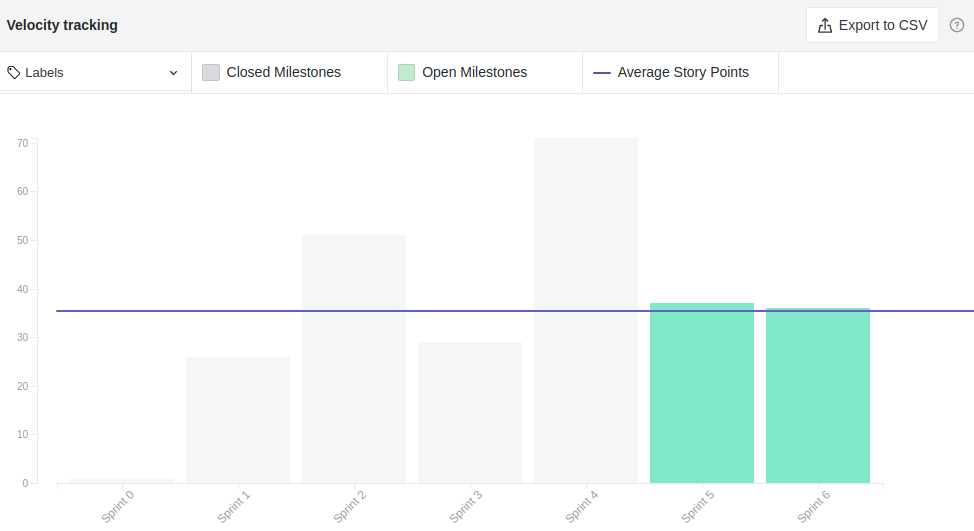 Velocity tracking
Export to CSV
?
Labels
Closed Milestones
Open Milestones
Average Story Points
70
60
50
40
30
20
10
0
Sprint 0
Sprint 1
Sprint 2
Sprint 3
Sprint 4
Sprint 5
Sprint 6